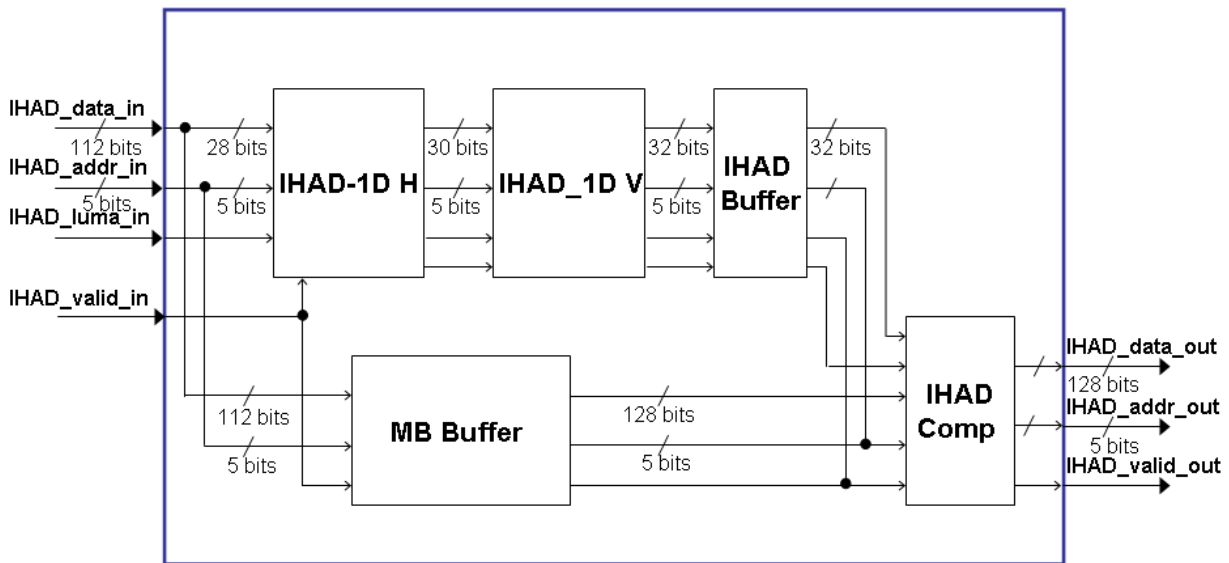 IHAD_data_in
112 bits
28 bits
IHAD_addr_in
5 bits
5 bits
IHAD_luma_in
IHAD_valid_in
IHAD-1D H
30 bits
5 bits
IHAD_1D V
32 bits
5 bits
IHAD
Buffer
32 bits
112 bits
5 bits
MB Buffer
128 bits
5 bits
IHAD
Comp
IHAD_data_out
128 bits
IHAD_addr_out
5 bits
IHAD_valid_out